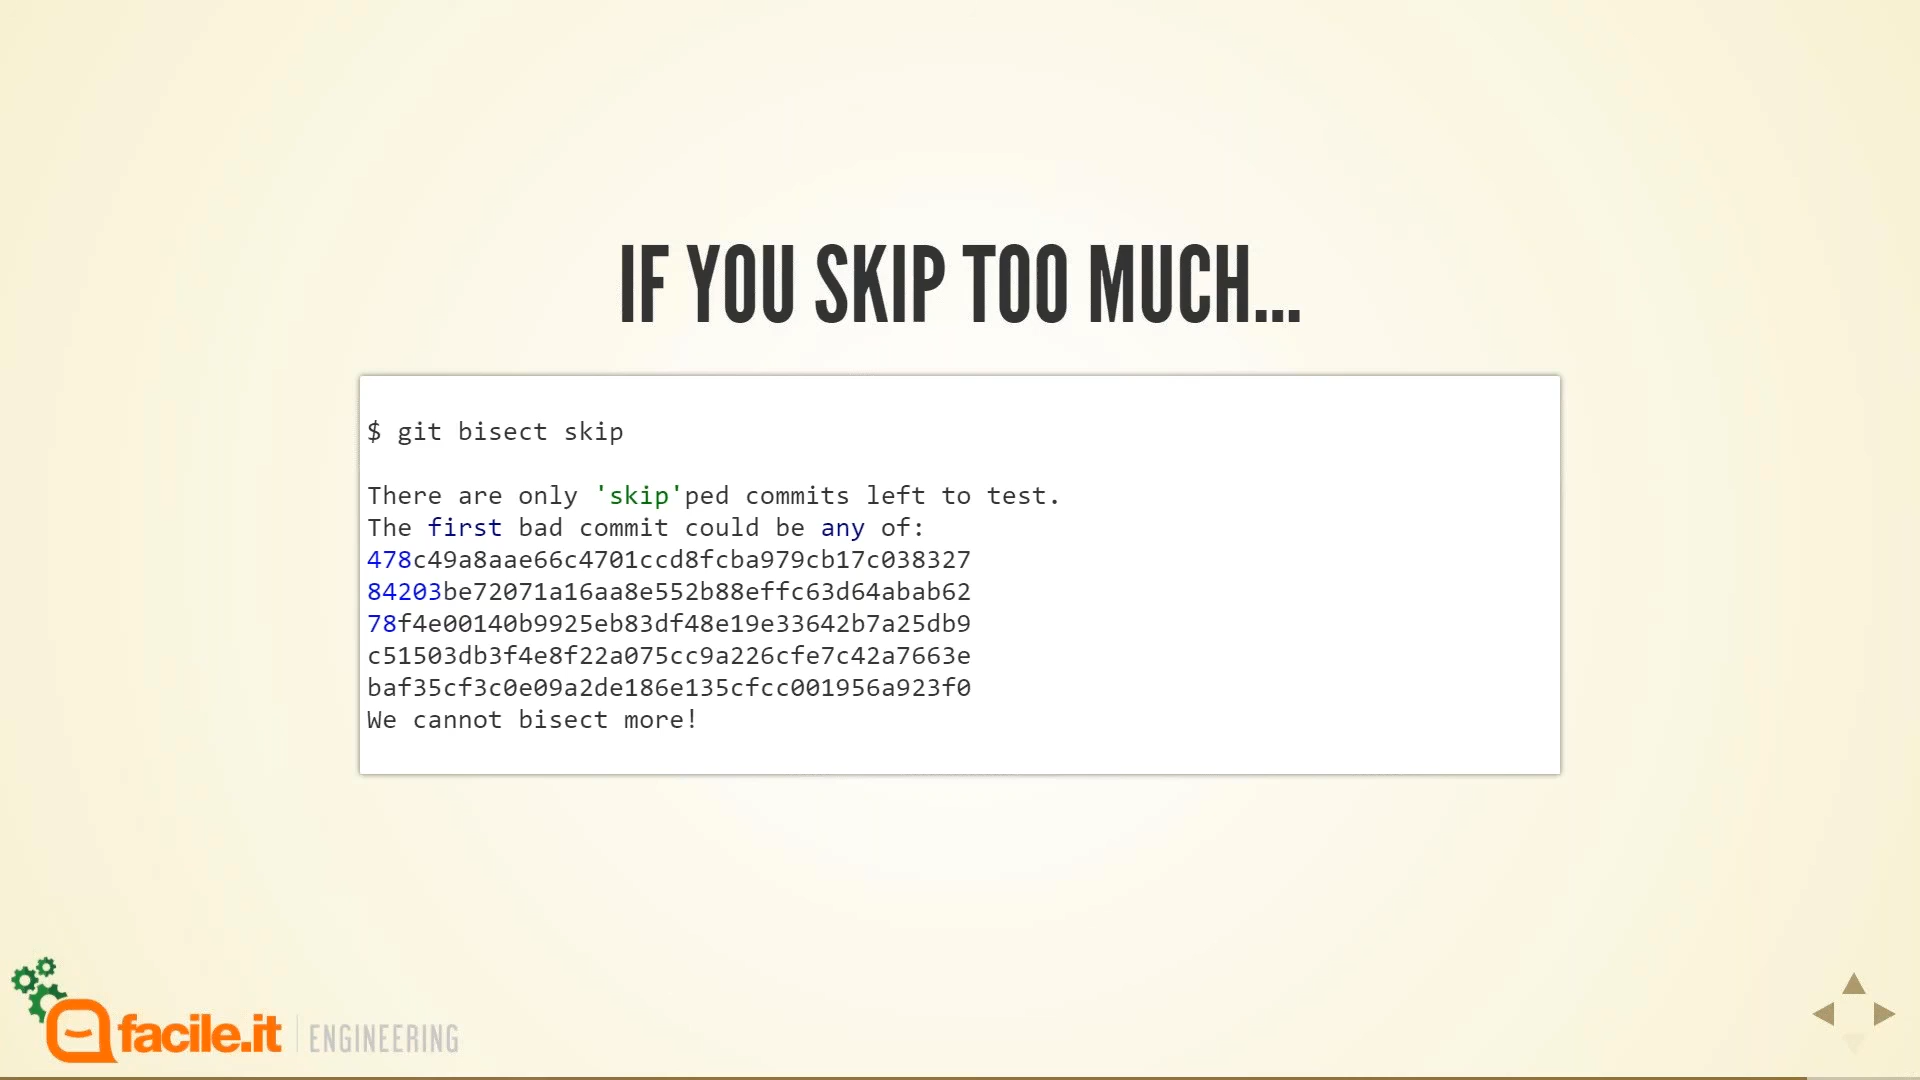 IF YOU SKIP TOO MUCH...
$ git bisect skip
There are only 'skip'ped commits left to test.
The first bad commit could be any of:
478c49a8aae66c4701ccd8fcba979cb17c038327
84203be72071a16aa8e552b88effc63d64abab62
78f4e00140b9925eb83df48e19e33642b7a25db9
c51503db3f4e8f22a075cc9a226cfe7c42a7663e
baf35cf3c0e09a2de186e135cfcc001956a923f0
We cannot bisect more!
facile.it ENGINEERING